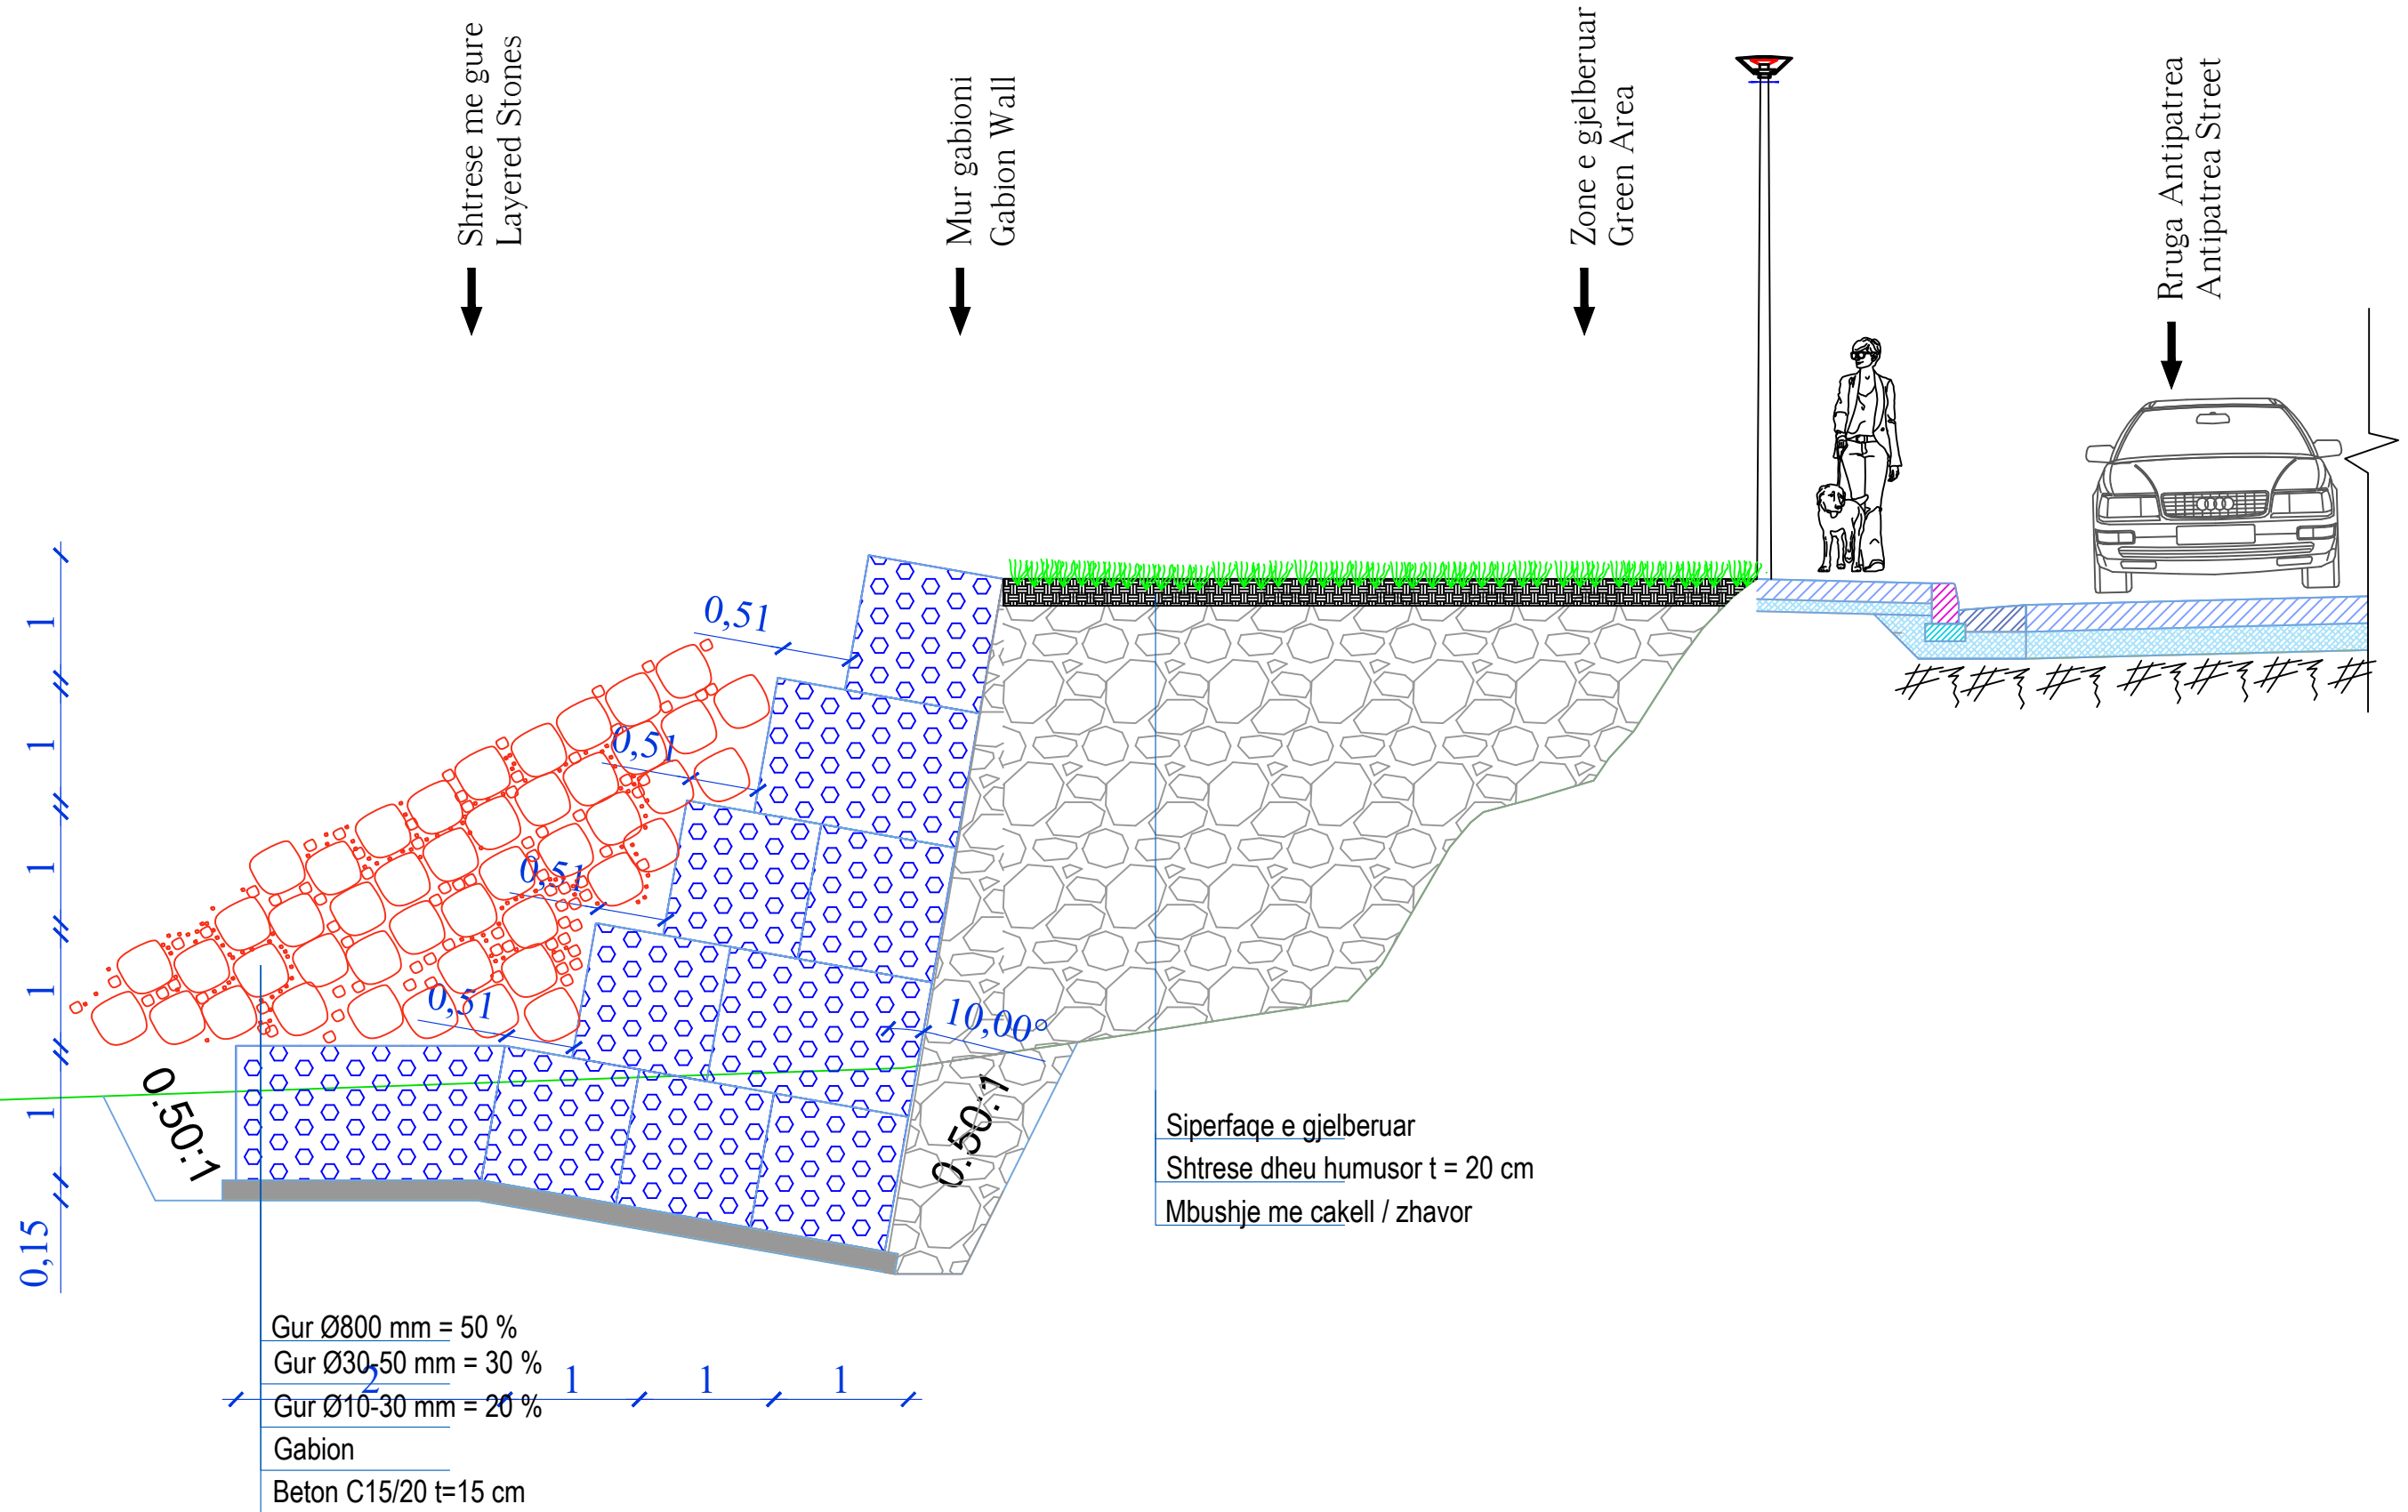 Shtrese me gure
Layered Stones
Mur gabioni
Gabion Wall
Zone e gjelberuar
Green Area
Rruga Antipatrea
Antipatrea Street
1
1
1
1
1
0,15
0,51
0,51
0,51
0,51
10,00°
0.50:1
0.50:1
Siperfaqe e gjelberuar
Shtrese dheu humusor t = 20 cm
Mbushje me cakell / zhavor
Gur Ø800 mm = 50 %
Gur Ø30-50 mm = 30 %
2
1
1
1
Gur Ø10-30 mm = 20 %
Gabion
Beton C15/20 t=15 cm